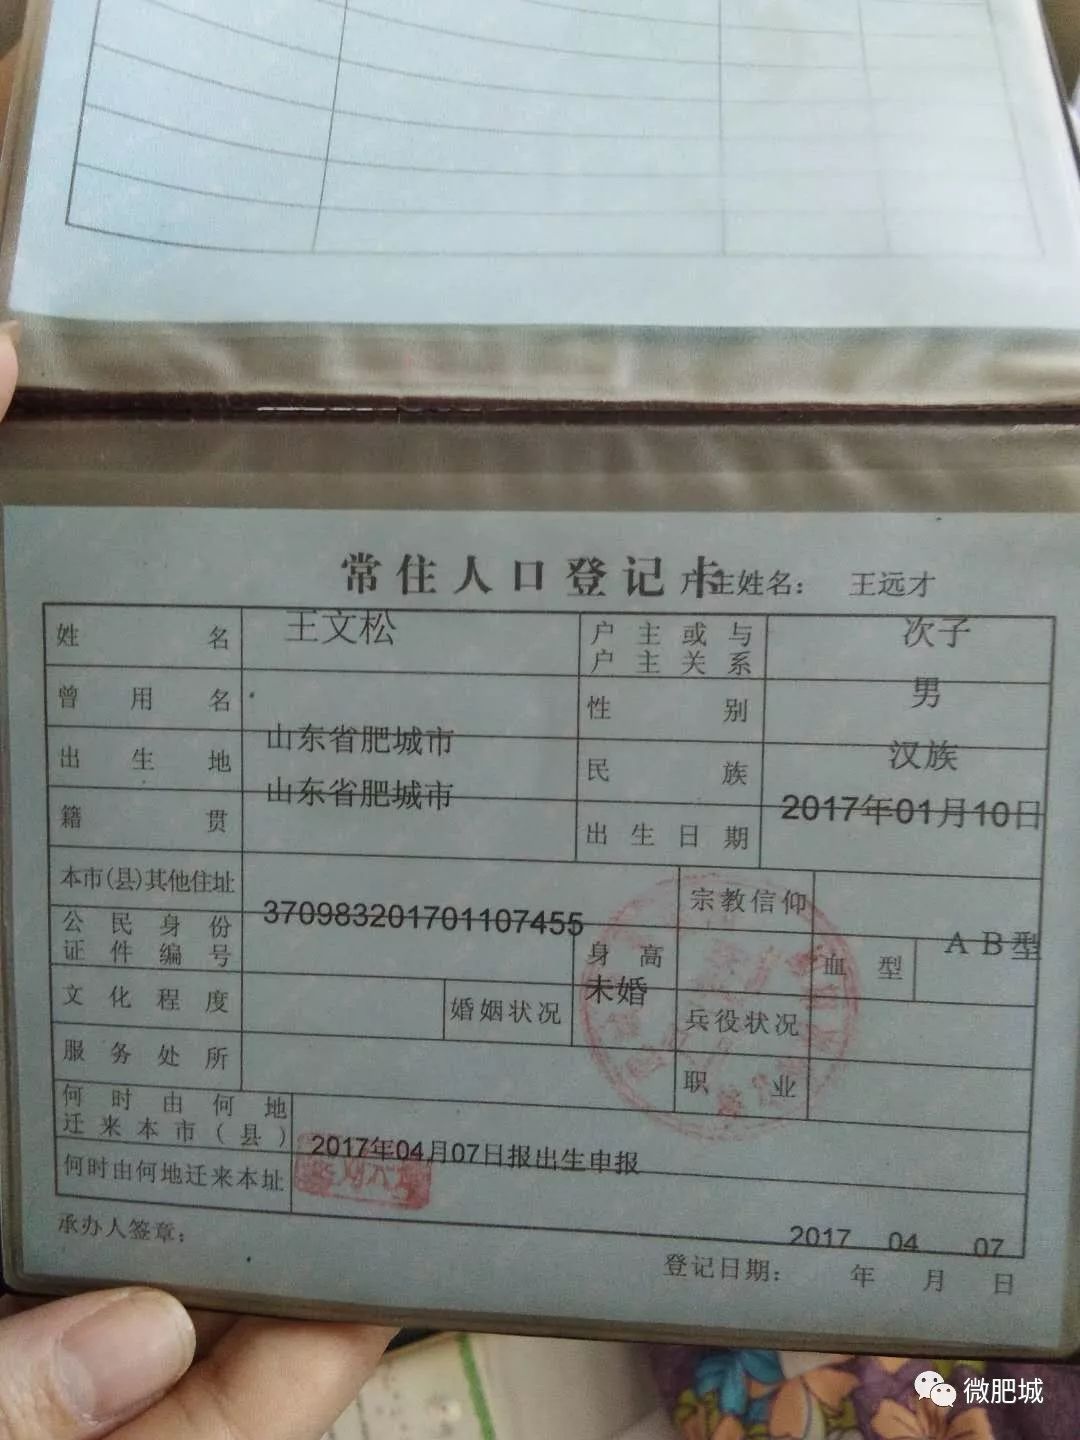 常住人口登记卡 户主姓名： 王远才
姓名 王文松 户主或与户主关系 次子
曾用名 性别 男
出生地 山东省肥城市 民族 汉族
籍贯 山东省肥城市 出生日期 2017年01月10日
本市(县)其他住址 宗教信仰
公民身份证件编号 370983201701107455 身高 血型 AB型
文化程度 婚姻状况 未婚 兵役状况
服务处所 职业
何时由何地迁来本市(县) 2017年04月07日报出生申报
何时由何地迁来本址
承办人签章： 登记日期： 2017年04月07日
微肥城